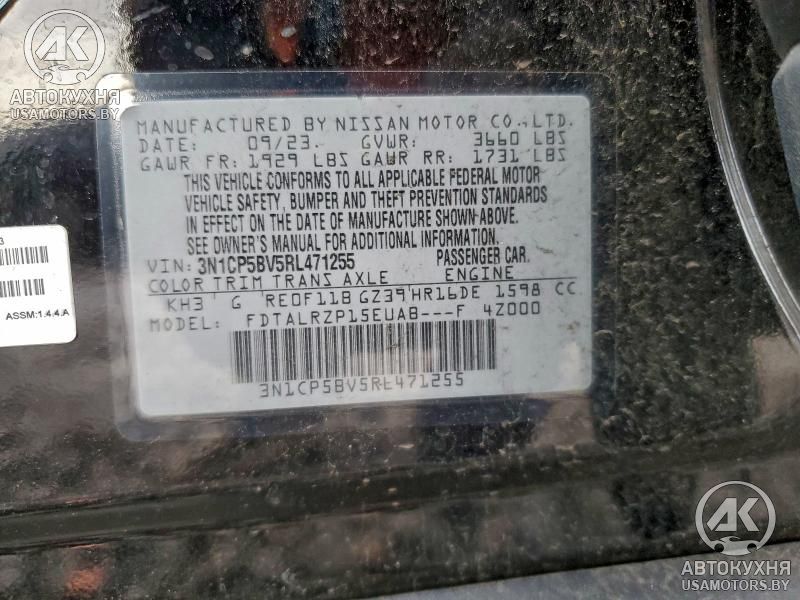 AK
АВТОКУХНЯ
USAMOTORS.BY
MANUFACTURED BY NISSAN MOTOR CO.,LTD.
DATE: 09/23. GVWR: 3660 LBS
GAWR FR: 1929 LBS GAWR RR: 1731 LBS
THIS VEHICLE CONFORMS TO ALL APPLICABLE FEDERAL MOTOR
VEHICLE SAFETY, BUMPER AND THEFT PREVENTION STANDARDS
IN EFFECT ON THE DATE OF MANUFACTURE SHOWN ABOVE.
SEE OWNER'S MANUAL FOR ADDITIONAL INFORMATION.
VIN: 3N1CP5BV5RL471255 PASSENGER CAR.
COLOR TRIM TRANS AXLE ENGINE
KH3 G RE0F11B GZ39 HR16DE 1598 CC
MODEL: FDTALRZP15EUAB---F 4Z000
3N1CP5BV5RL471255
3
ASSM:1.4.4.A
AK
АВТОКУХНЯ
USAMOTORS.BY